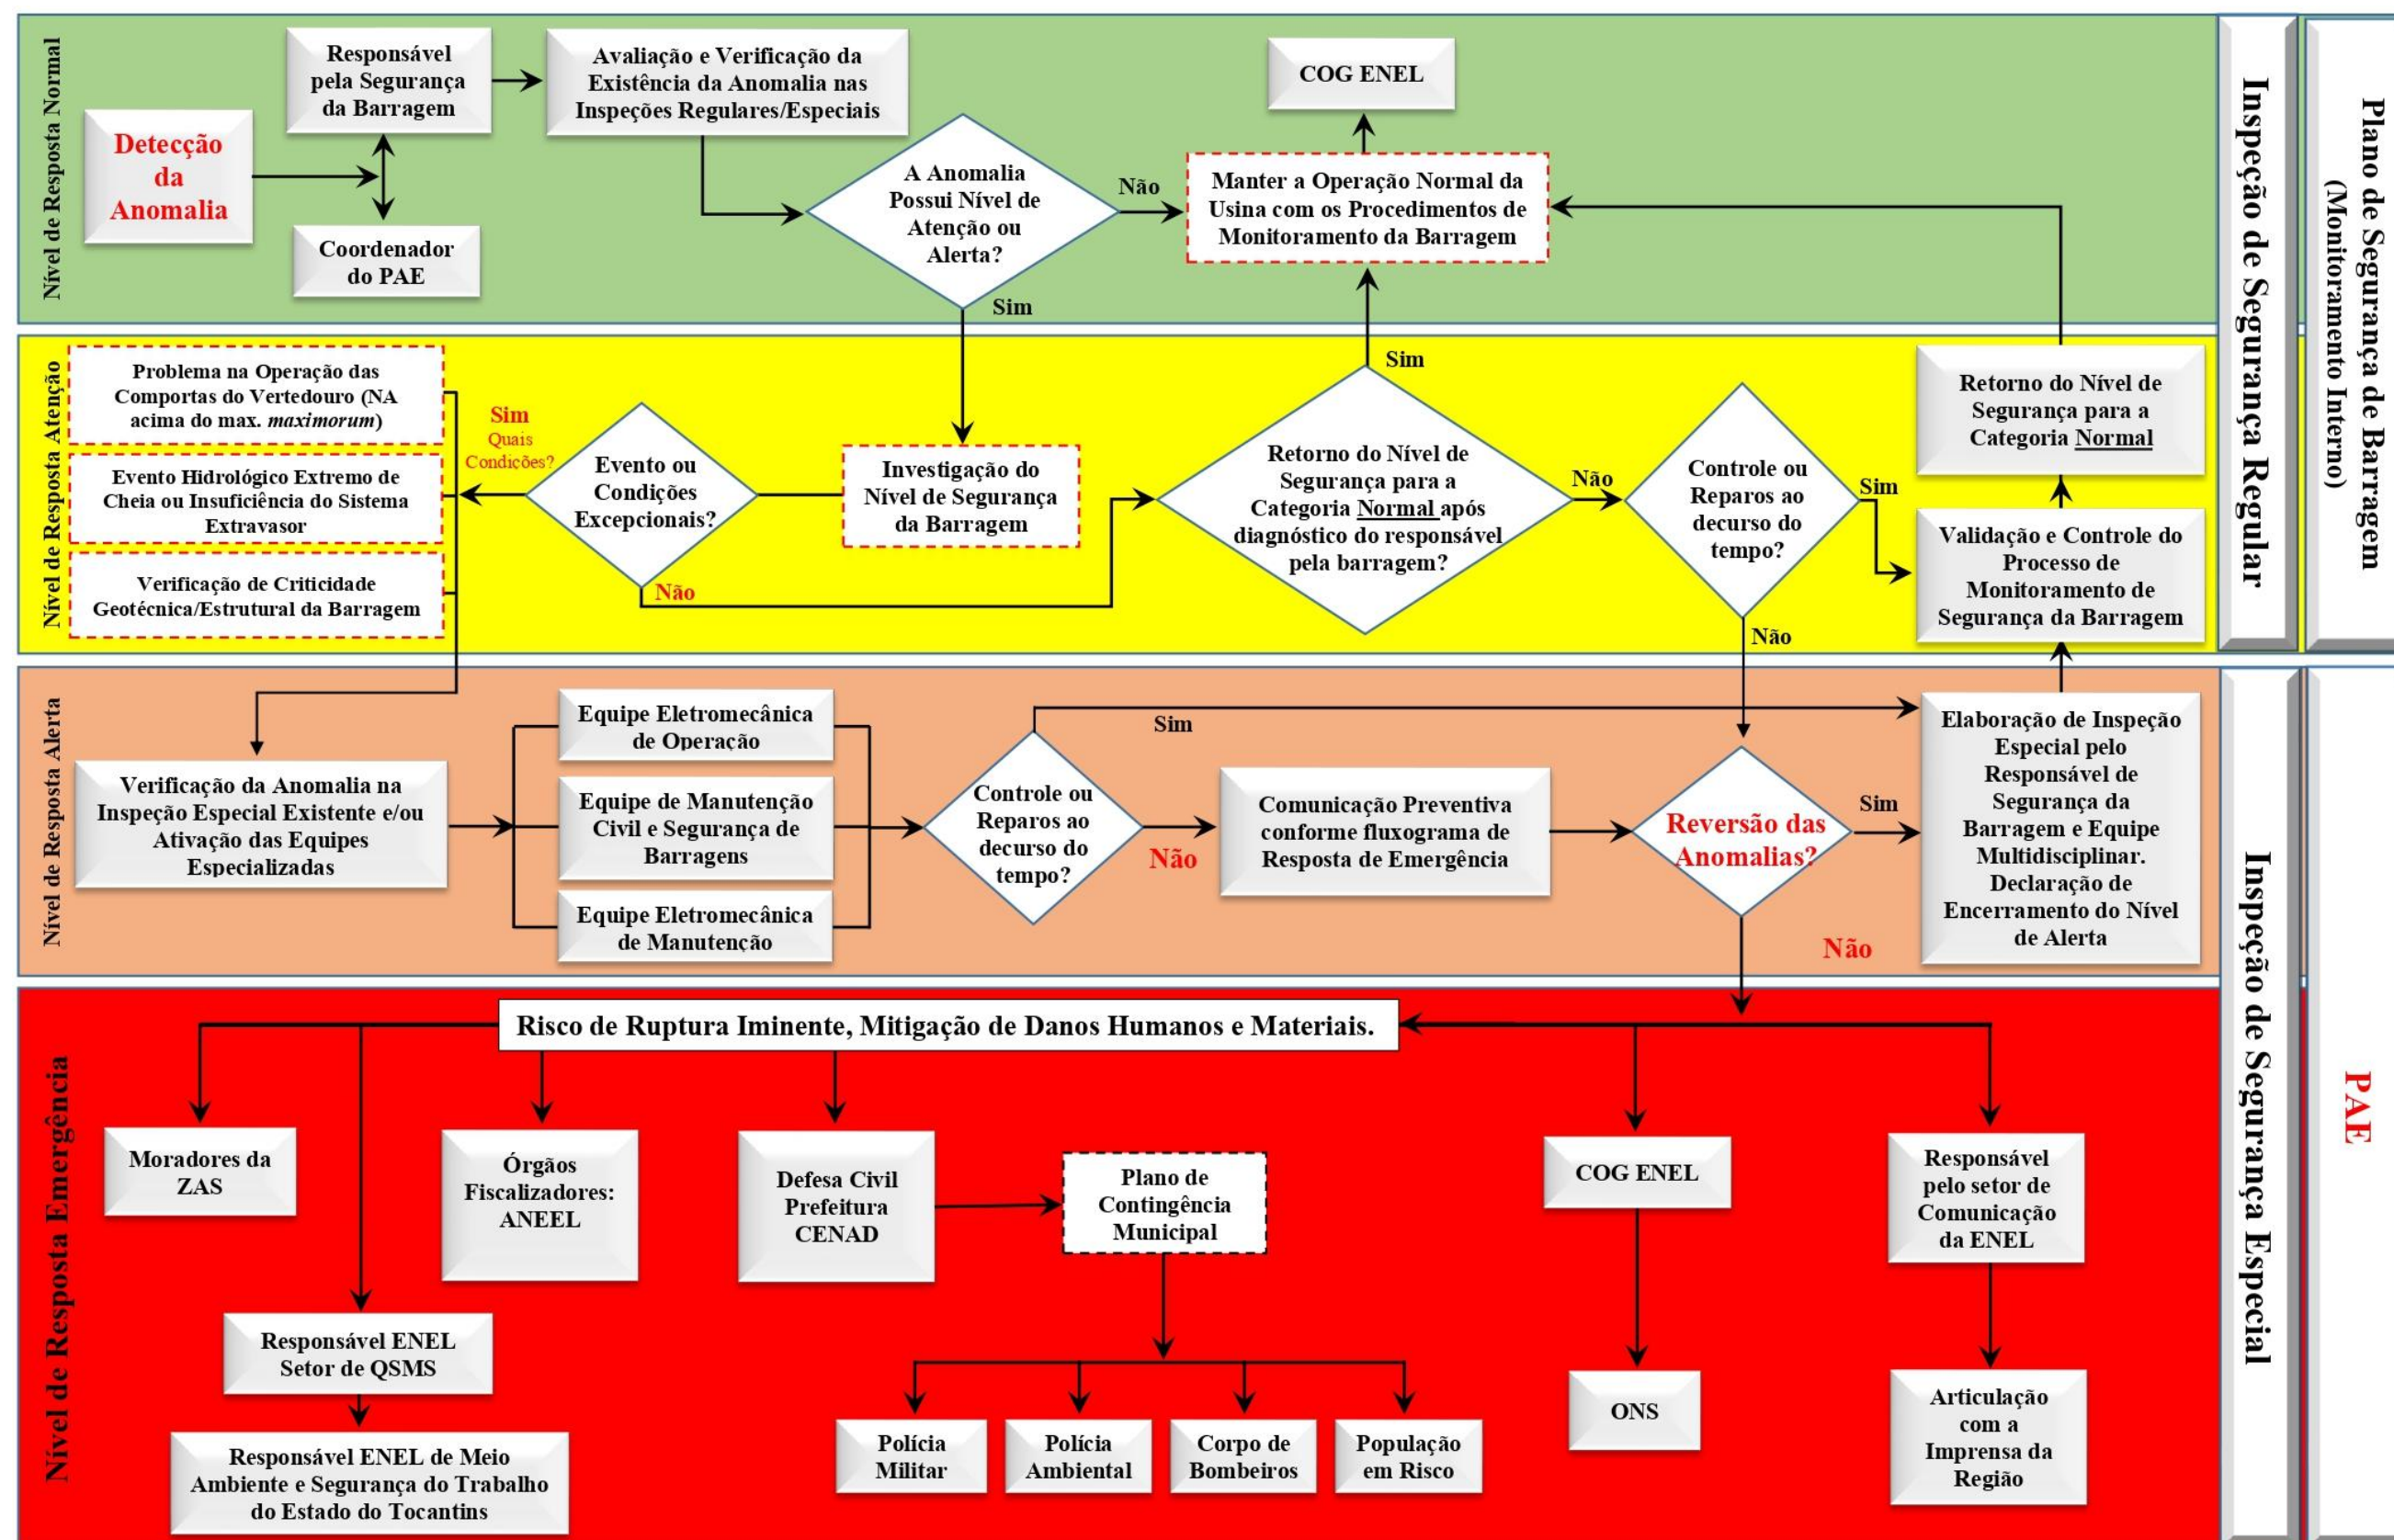 Nível de Resposta Normal
Detecção
da
Anomalia
Responsável
pela Segurança
da Barragem
Coordenador
do PAE
Avaliação e Verificação da
Existência da Anomalia nas
Inspeções Regulares/Especiais
A Anomalia
Possui Nível de
Atenção ou
Alerta?
Não
Sim
COG ENEL
Manter a Operação Normal da
Usina com os Procedimentos de
Monitoramento da Barragem
Inspeção de Segurança Regular
Plano de Segurança de Barragem
(Monitoramento Interno)
Nível de Resposta Atenção
Problema na Operação das
Comportas do Vertedouro (NA
acima do max. maximorum)
Evento Hidrológico Extremo de
Cheia ou Insuficiência do Sistema
Extravasor
Verificação de Criticidade
Geotécnica/Estrutural da Barragem
Sim
Quais
Condições?
Evento ou
Condições
Excepcionais?
Não
Investigação do
Nível de Segurança
da Barragem
Retorno do Nível de
Segurança para a
Categoria Normal após
diagnóstico do responsável
pela barragem?
Sim
Não
Controle ou
Reparos ao
decurso do
tempo?
Sim
Não
Retorno do Nível de
Segurança para a
Categoria Normal
Validação e Controle do
Processo de
Monitoramento de
Segurança da Barragem
Nível de Resposta Alerta
Verificação da Anomalia na
Inspeção Especial Existente e/ou
Ativação das Equipes
Especializadas
Equipe Eletromecânica
de Operação
Equipe de Manutenção
Civil e Segurança de
Barragens
Equipe Eletromecânica
de Manutenção
Controle ou
Reparos ao
decurso do
tempo?
Sim
Não
Comunicação Preventiva
conforme fluxograma de
Resposta de Emergência
Reversão das
Anomalias?
Sim
Não
Elaboração de Inspeção
Especial pelo
Responsável de
Segurança da
Barragem e Equipe
Multidisciplinar.
Declaração de
Encerramento do Nível
de Alerta
Inspeção de Segurança Especial
PAE
Nível de Resposta Emergência
Risco de Ruptura Iminente, Mitigação de Danos Humanos e Materiais.
Moradores da
ZAS
Responsável ENEL
Setor de QSMS
Responsável ENEL de Meio
Ambiente e Segurança do Trabalho
do Estado do Tocantins
Órgãos
Fiscalizadores:
ANEEL
Defesa Civil
Prefeitura
CENAD
Plano de
Contingência
Municipal
Polícia
Militar
Polícia
Ambiental
Corpo de
Bombeiros
População
em Risco
COG ENEL
ONS
Responsável
pelo setor de
Comunicação
da ENEL
Articulação
com a
Imprensa da
Região